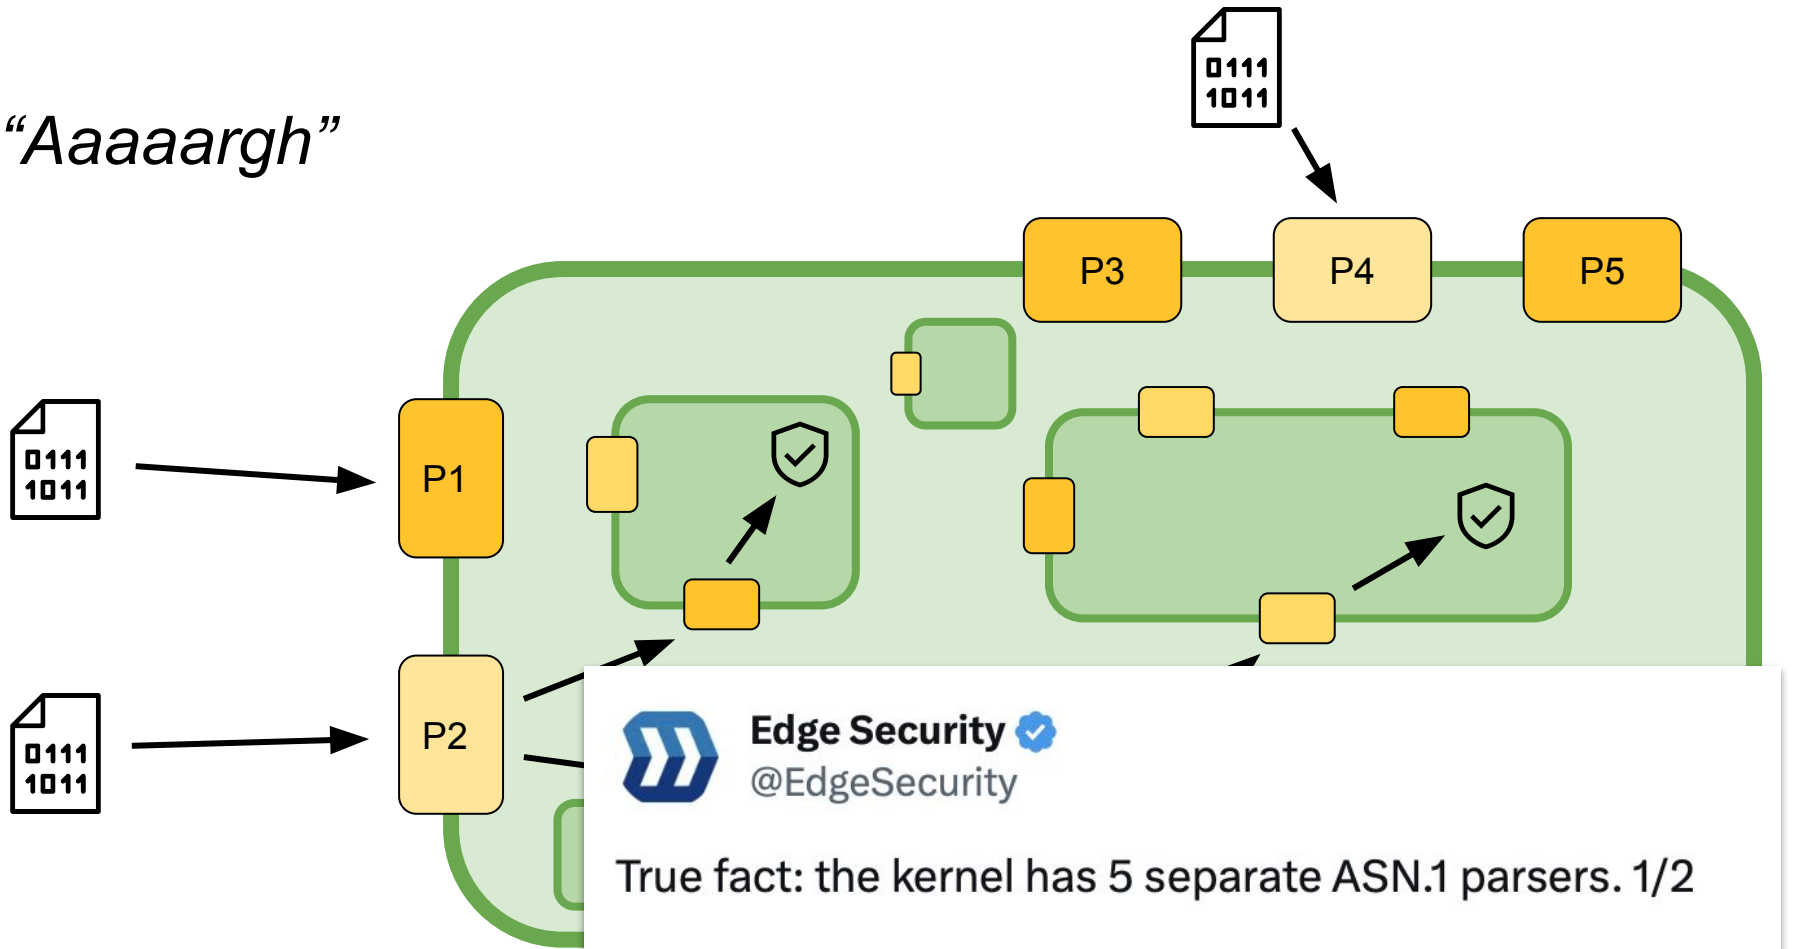 0111
1011
“Aaaaargh”
P3
P4
P5
0111
1011
P1
0111
1011
P2
Edge Security
@EdgeSecurity
True fact: the kernel has 5 separate ASN.1 parsers. 1/2